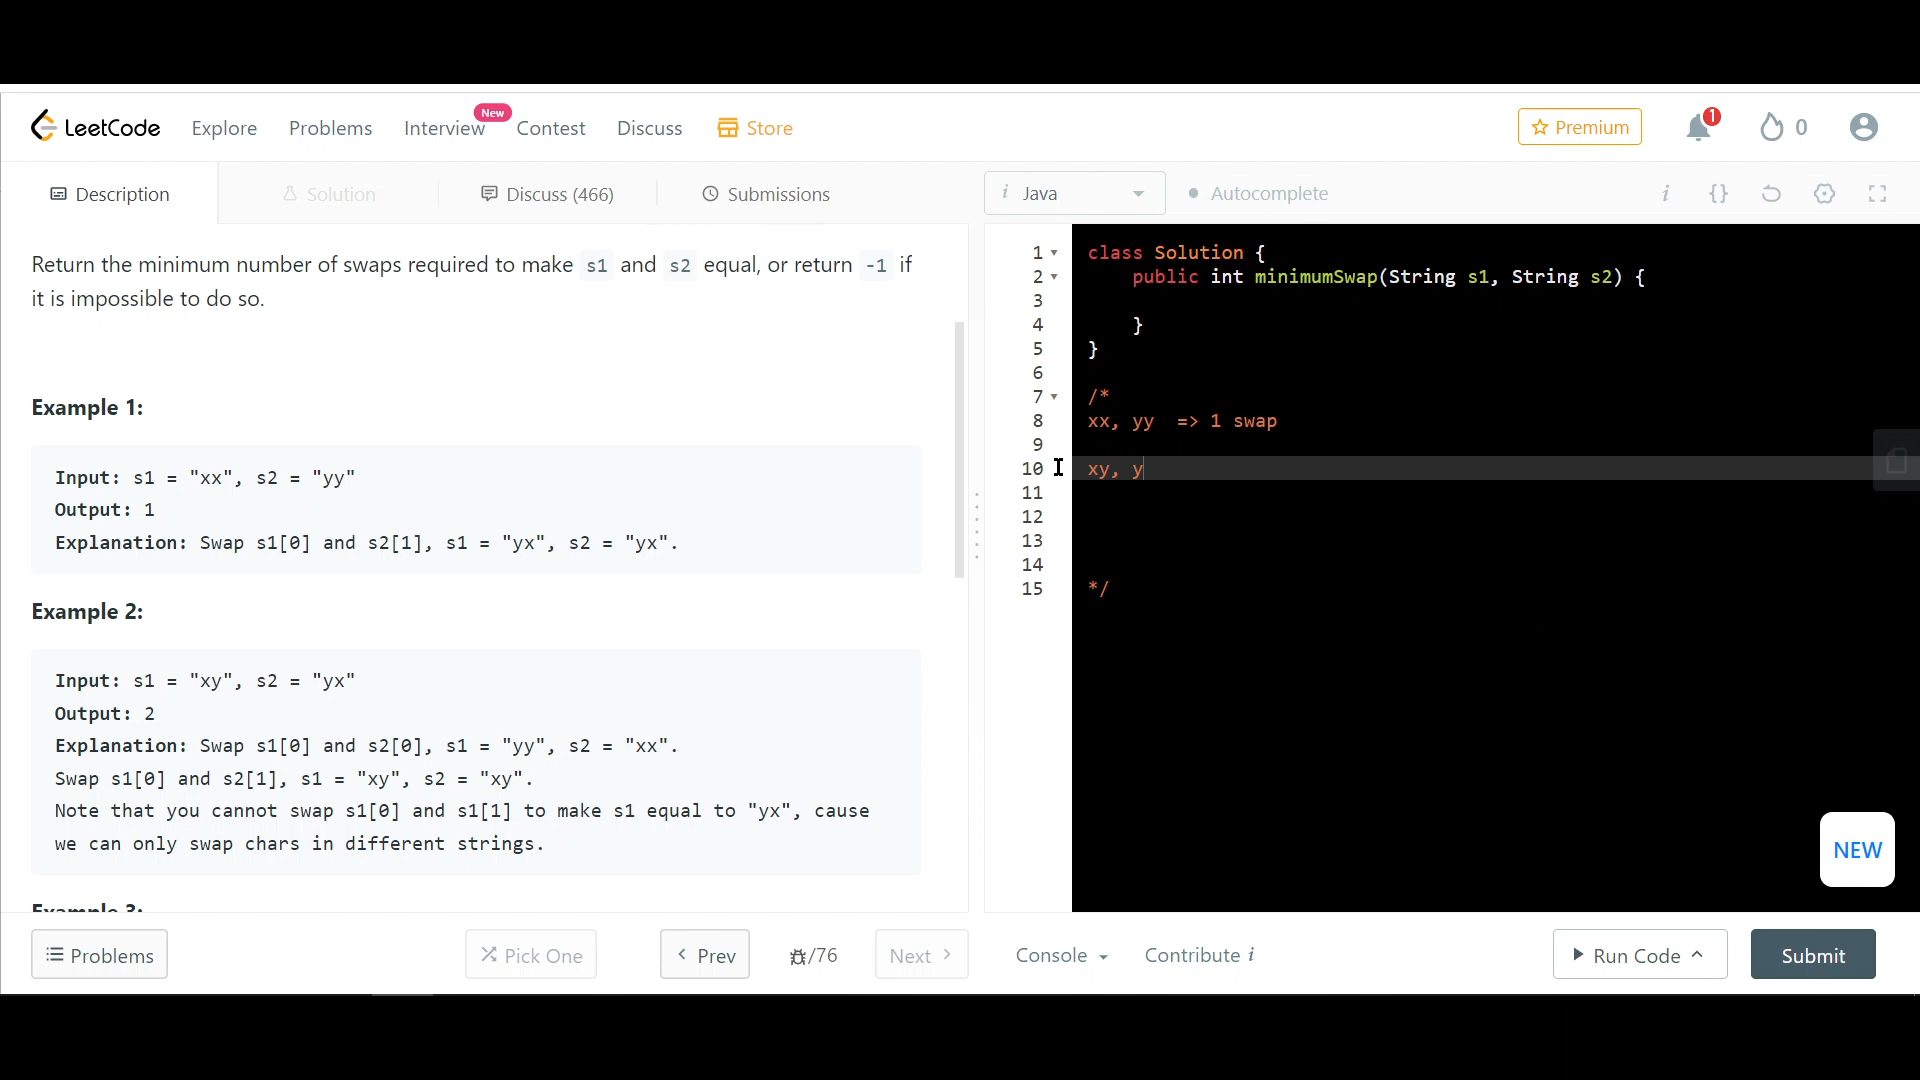 LeetCode Explore Problems Interview New Contest Discuss Store Premium 1 0
Description Solution Discuss (466) Submissions
i Java Autocomplete i {}
Return the minimum number of swaps required to make s1 and s2 equal, or return -1 if
it is impossible to do so.
Example 1:
Input: s1 = "xx", s2 = "yy"
Output: 1
Explanation: Swap s1[0] and s2[1], s1 = "yx", s2 = "yx".
Example 2:
Input: s1 = "xy", s2 = "yx"
Output: 2
Explanation: Swap s1[0] and s2[0], s1 = "yy", s2 = "xx".
Swap s1[0] and s2[1], s1 = "xy", s2 = "xy".
Note that you cannot swap s1[0] and s1[1] to make s1 equal to "yx", cause
we can only swap chars in different strings.
Example 3:
1 class Solution {
2 public int minimumSwap(String s1, String s2) {
3
4 }
5 }
6
7 /*
8 xx, yy => 1 swap
9
10 xy, y
11
12
13
14
15 */
NEW
Problems Pick One < Prev /76 Next > Console Contribute i Run Code Submit